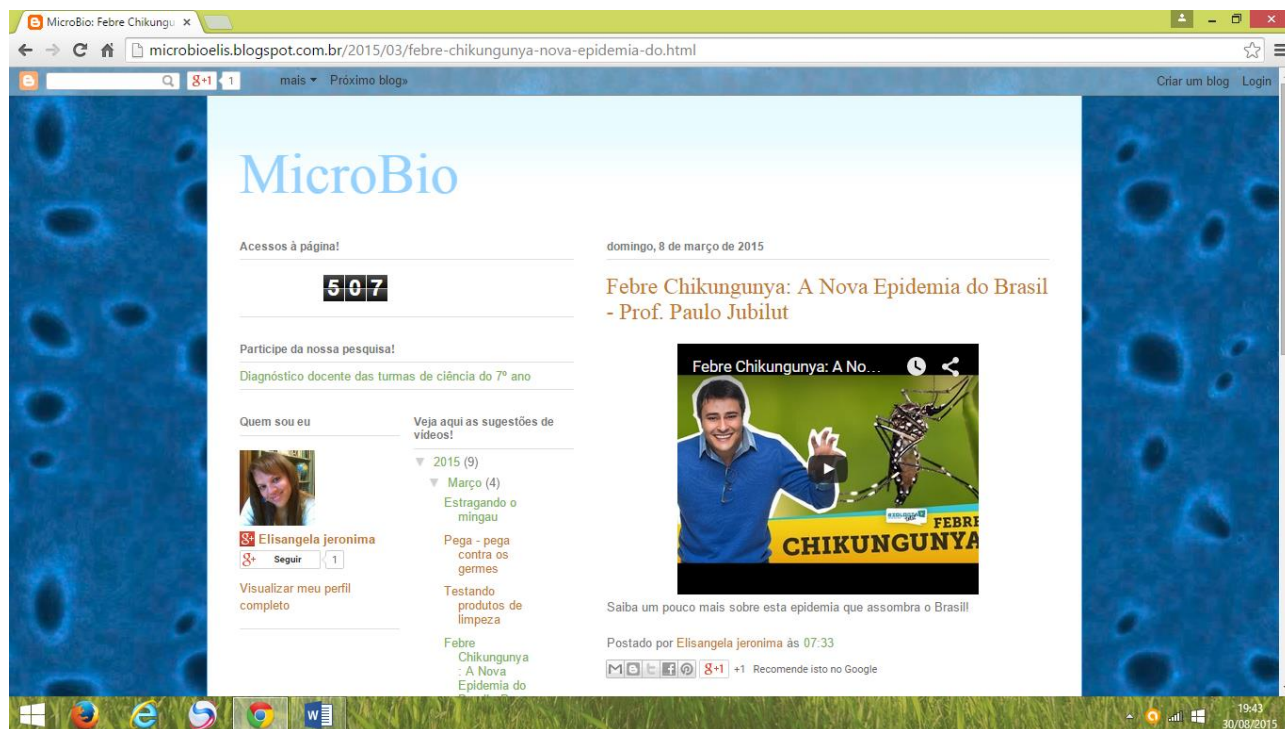 MicroBio: Febre Chikungu
microbioelis.blogspot.com.br/2015/03/febre-chikungunya-nova-epidemia-do.html
g+1 1 mais Próximo blog» Criar um blog Login
MicroBio
Acessos à página!
507
Participe da nossa pesquisa!
Diagnóstico docente das turmas de ciência do 7º ano
Quem sou eu
Elisangela jeronima
g+ Seguir 1
Visualizar meu perfil
completo
Veja aqui as sugestões de
vídeos!
2015 (9)
Março (4)
Estragando o
mingau
Pega - pega
contra os
germes
Testando
produtos de
limpeza
Febre
Chikungunya
: A Nova
Epidemia do
domingo, 8 de março de 2015
Febre Chikungunya: A Nova Epidemia do Brasil
- Prof. Paulo Jubilut
Febre Chikungunya: A No...
FEBRE
CHIKUNGUNYA
Saiba um pouco mais sobre esta epidemia que assombra o Brasil!
Postado por Elisangela jeronima às 07:33
g+1 +1 Recomende isto no Google
19:43
30/08/2015